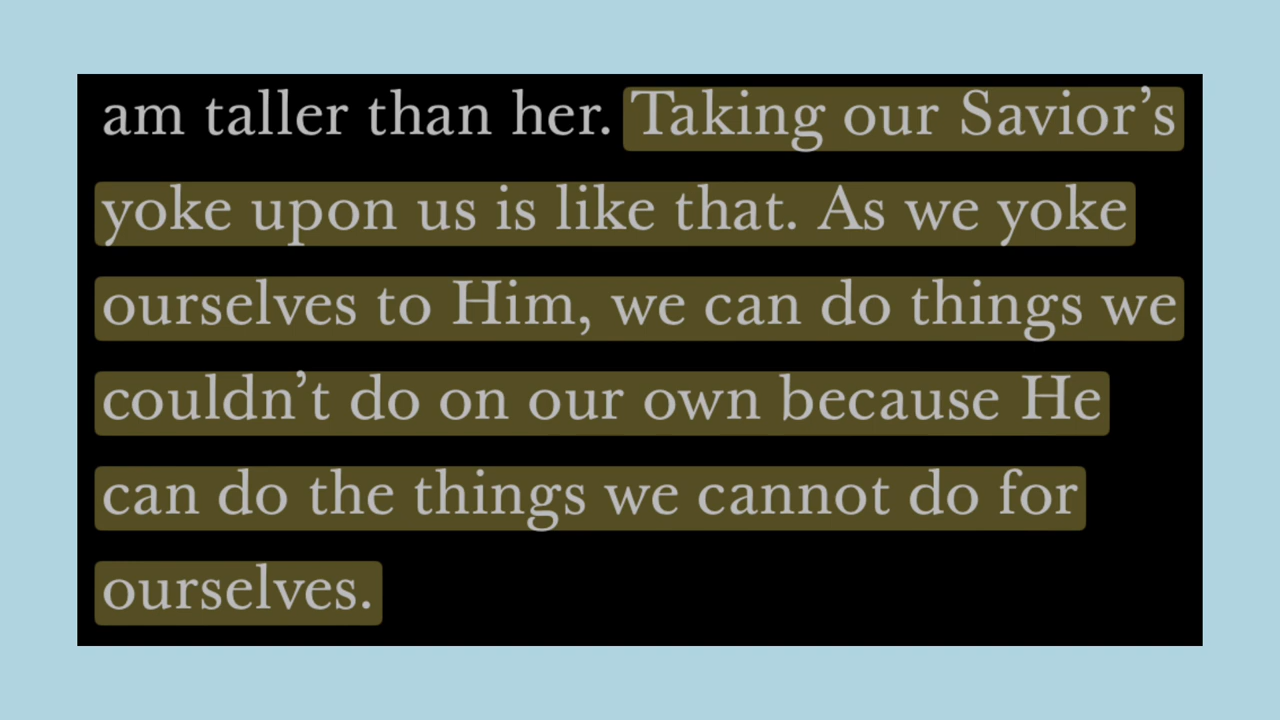 am taller than her. Taking our Savior’s
yoke upon us is like that. As we yoke
ourselves to Him, we can do things we
couldn’t do on our own because He
can do the things we cannot do for
ourselves.